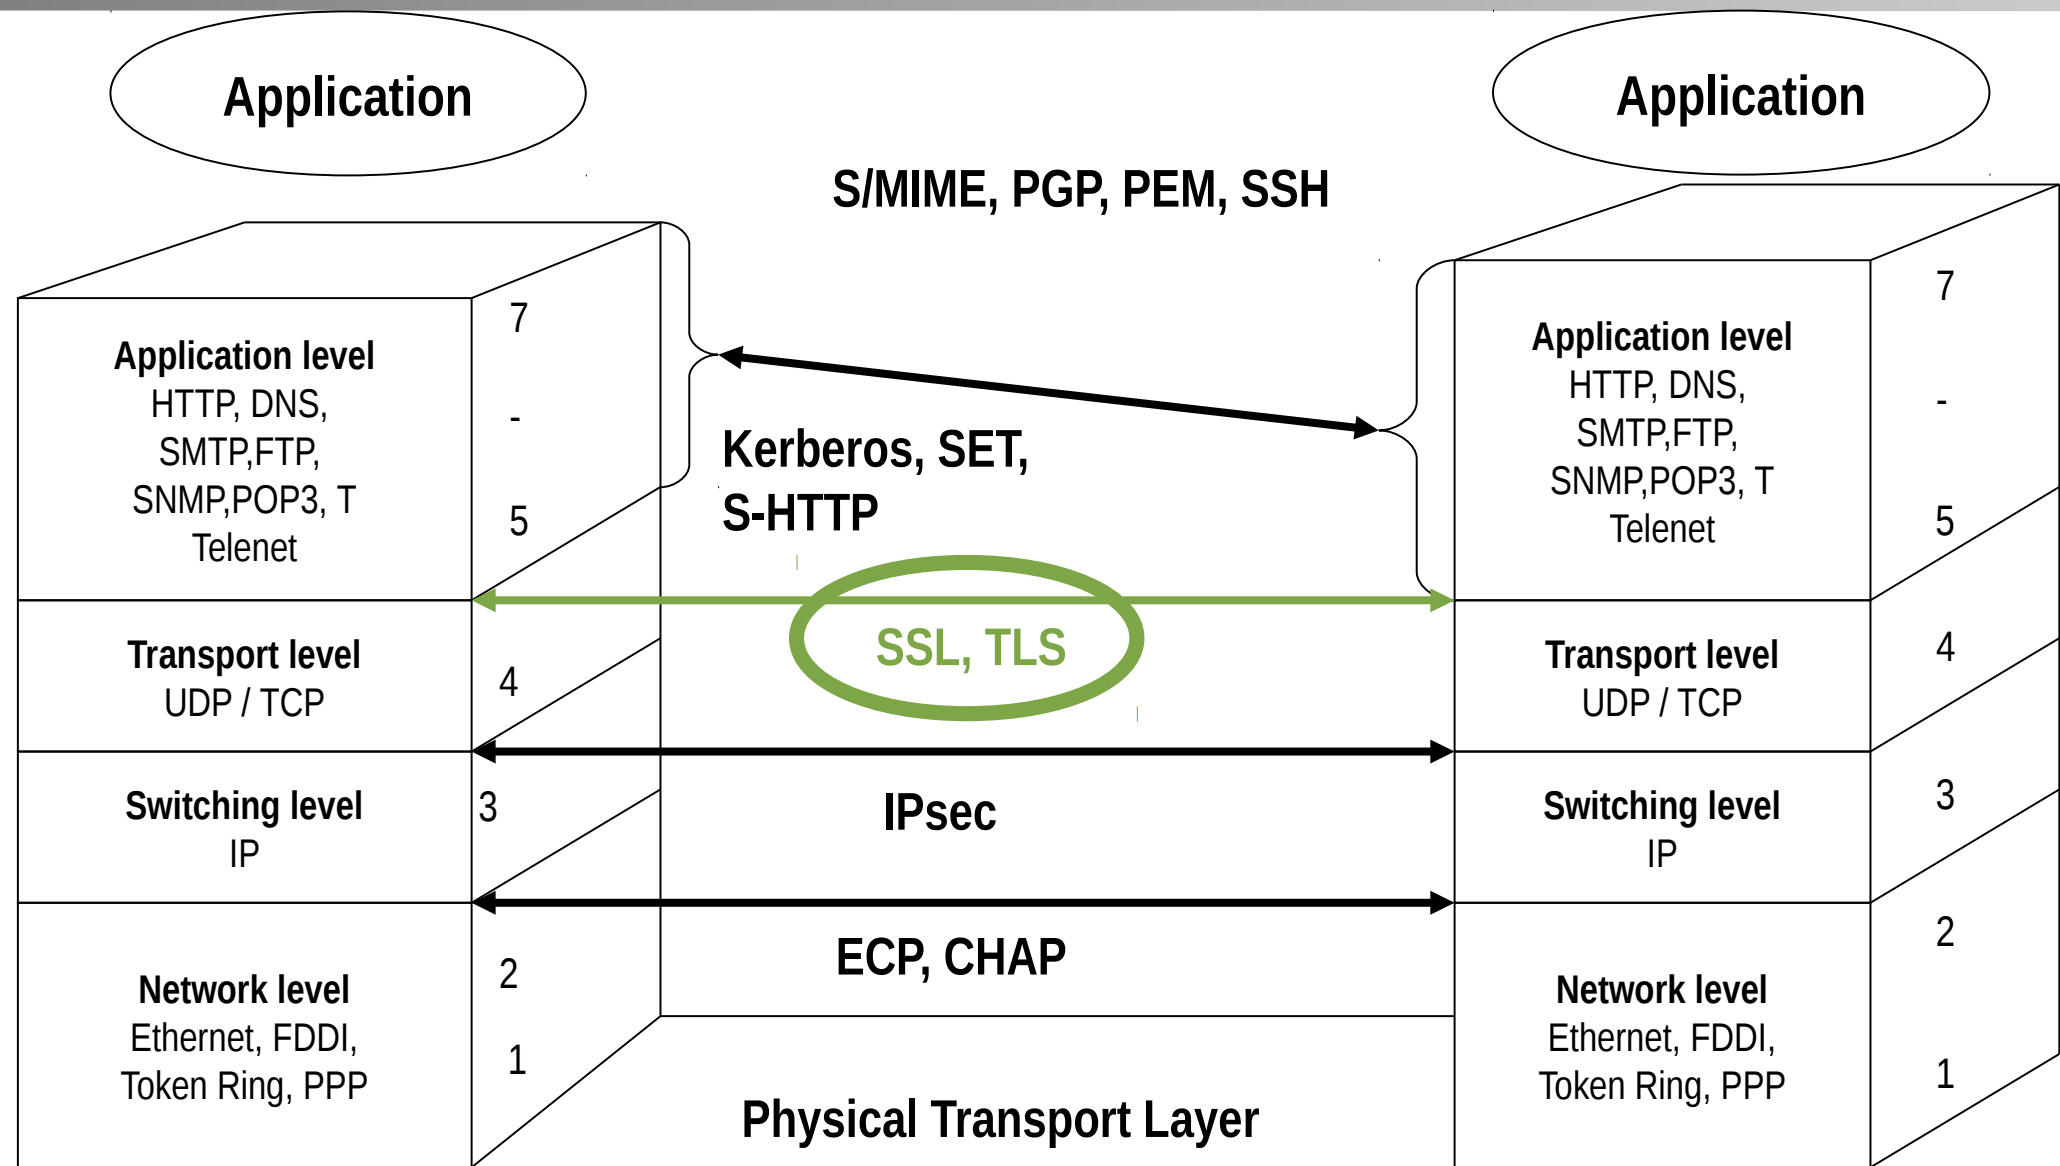 Application
Application
S/MIME, PGP, PEM, SSH
Application level
HTTP, DNS,
SMTP,FTP,
SNMP,POP3, T
Telenet
7
-
5
Kerberos, SET,
S-HTTP
Application level
HTTP, DNS,
SMTP,FTP,
SNMP,POP3, T
Telenet
7
-
5
Transport level
UDP / TCP
4
SSL, TLS
Transport level
UDP / TCP
4
Switching level
IP
3
IPsec
Switching level
IP
3
Network level
Ethernet, FDDI,
Token Ring, PPP
2
1
ECP, CHAP
Physical Transport Layer
Network level
Ethernet, FDDI,
Token Ring, PPP
2
1